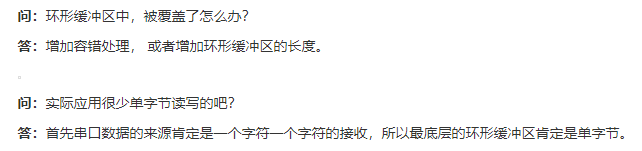 问：环形缓冲区中，被覆盖了怎么办？
答：增加容错处理， 或者增加环形缓冲区的长度。
。
问：实际应用很少单字节读写的吧？
答：首先串口数据的来源肯定是一个字符一个字符的接收，所以最底层的环形缓冲区肯定是单字节。